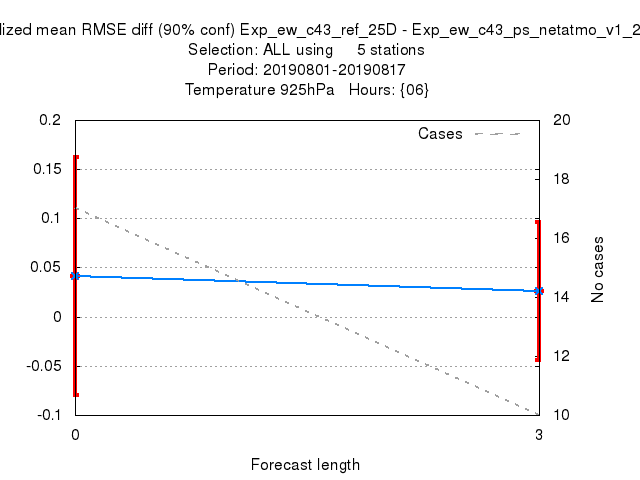 lized mean RMSE diff (90% conf) Exp_ew_c43_ref_25D - Exp_ew_c43_ps_netatmo_v1_2
Selection: ALL using 5 stations
Period: 20190801-20190817
Temperature 925hPa Hours: {06}
Cases
0.2
0.15
0.1
0.05
0
-0.05
-0.1
20
18
16
14
12
10
No cases
0 3
Forecast length